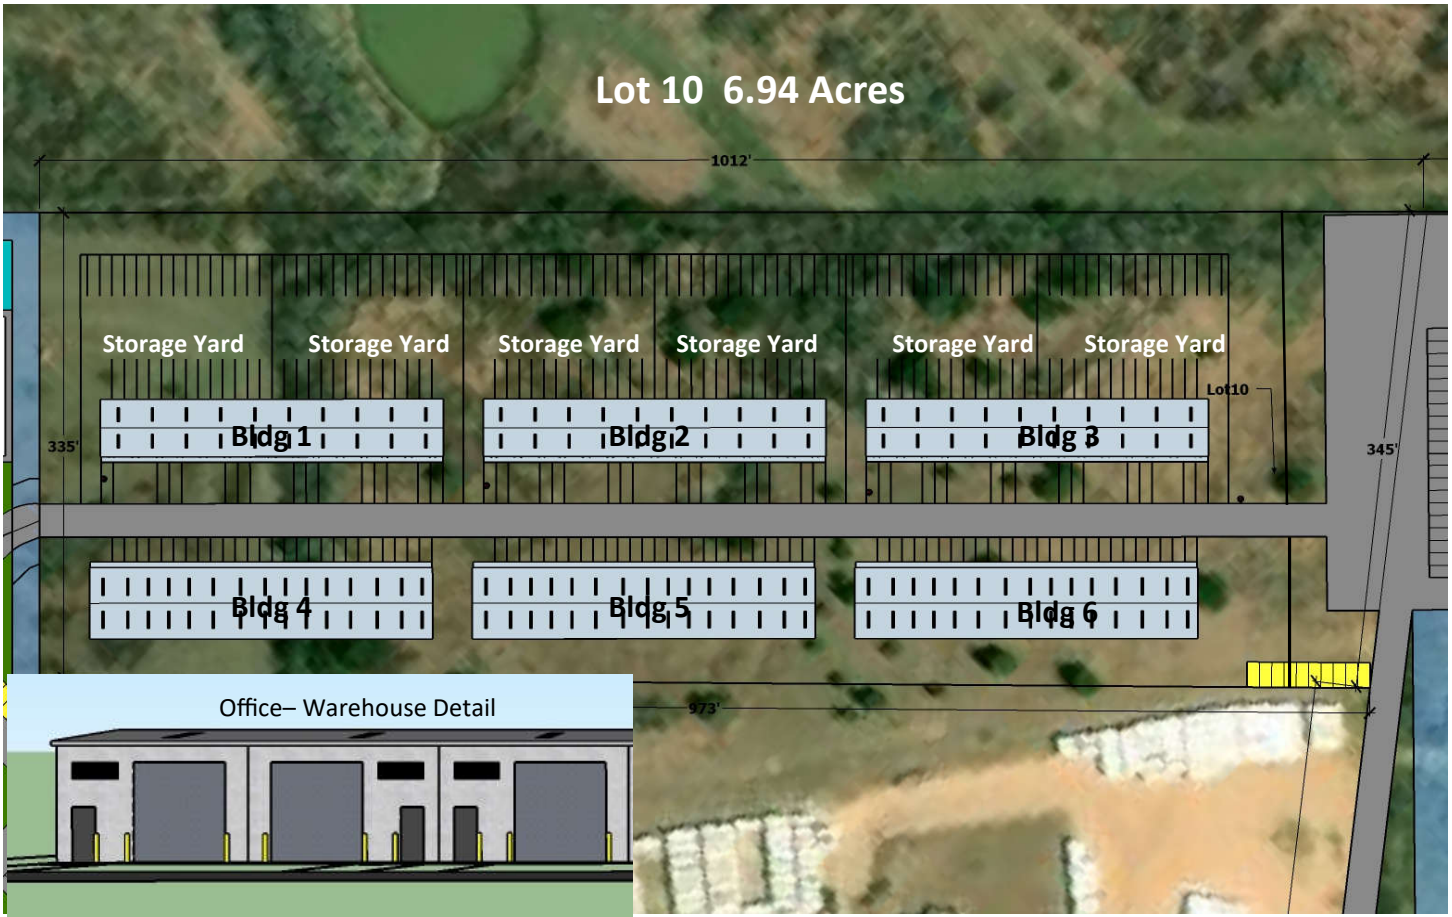 Lot 10 6.94 Acres
1012'
Storage Yard
Storage Yard
Storage Yard
Storage Yard
Storage Yard
Storage Yard
Lot10
Bldg 1
Bldg 2
Bldg 3
335'
345'
Bldg 4
Bldg 5
Bldg 6
973'
Office– Warehouse Detail